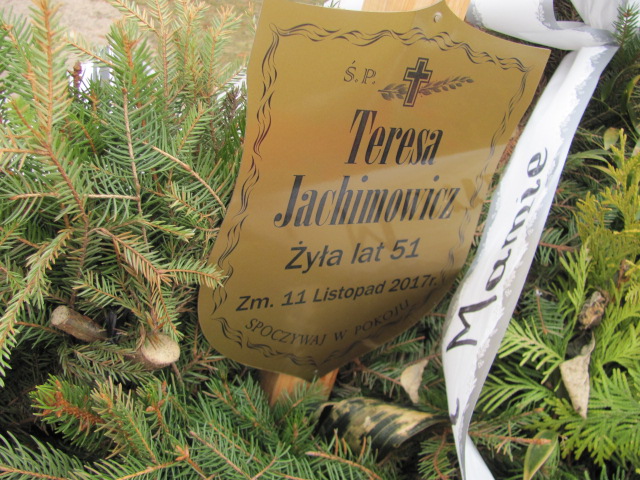 Ś.P.
Teresa
Jachimowicz
Żyła lat 51
Zm. 11 Listopad 2017r.
SPOCZYWAJ W POKOJU
Mamie